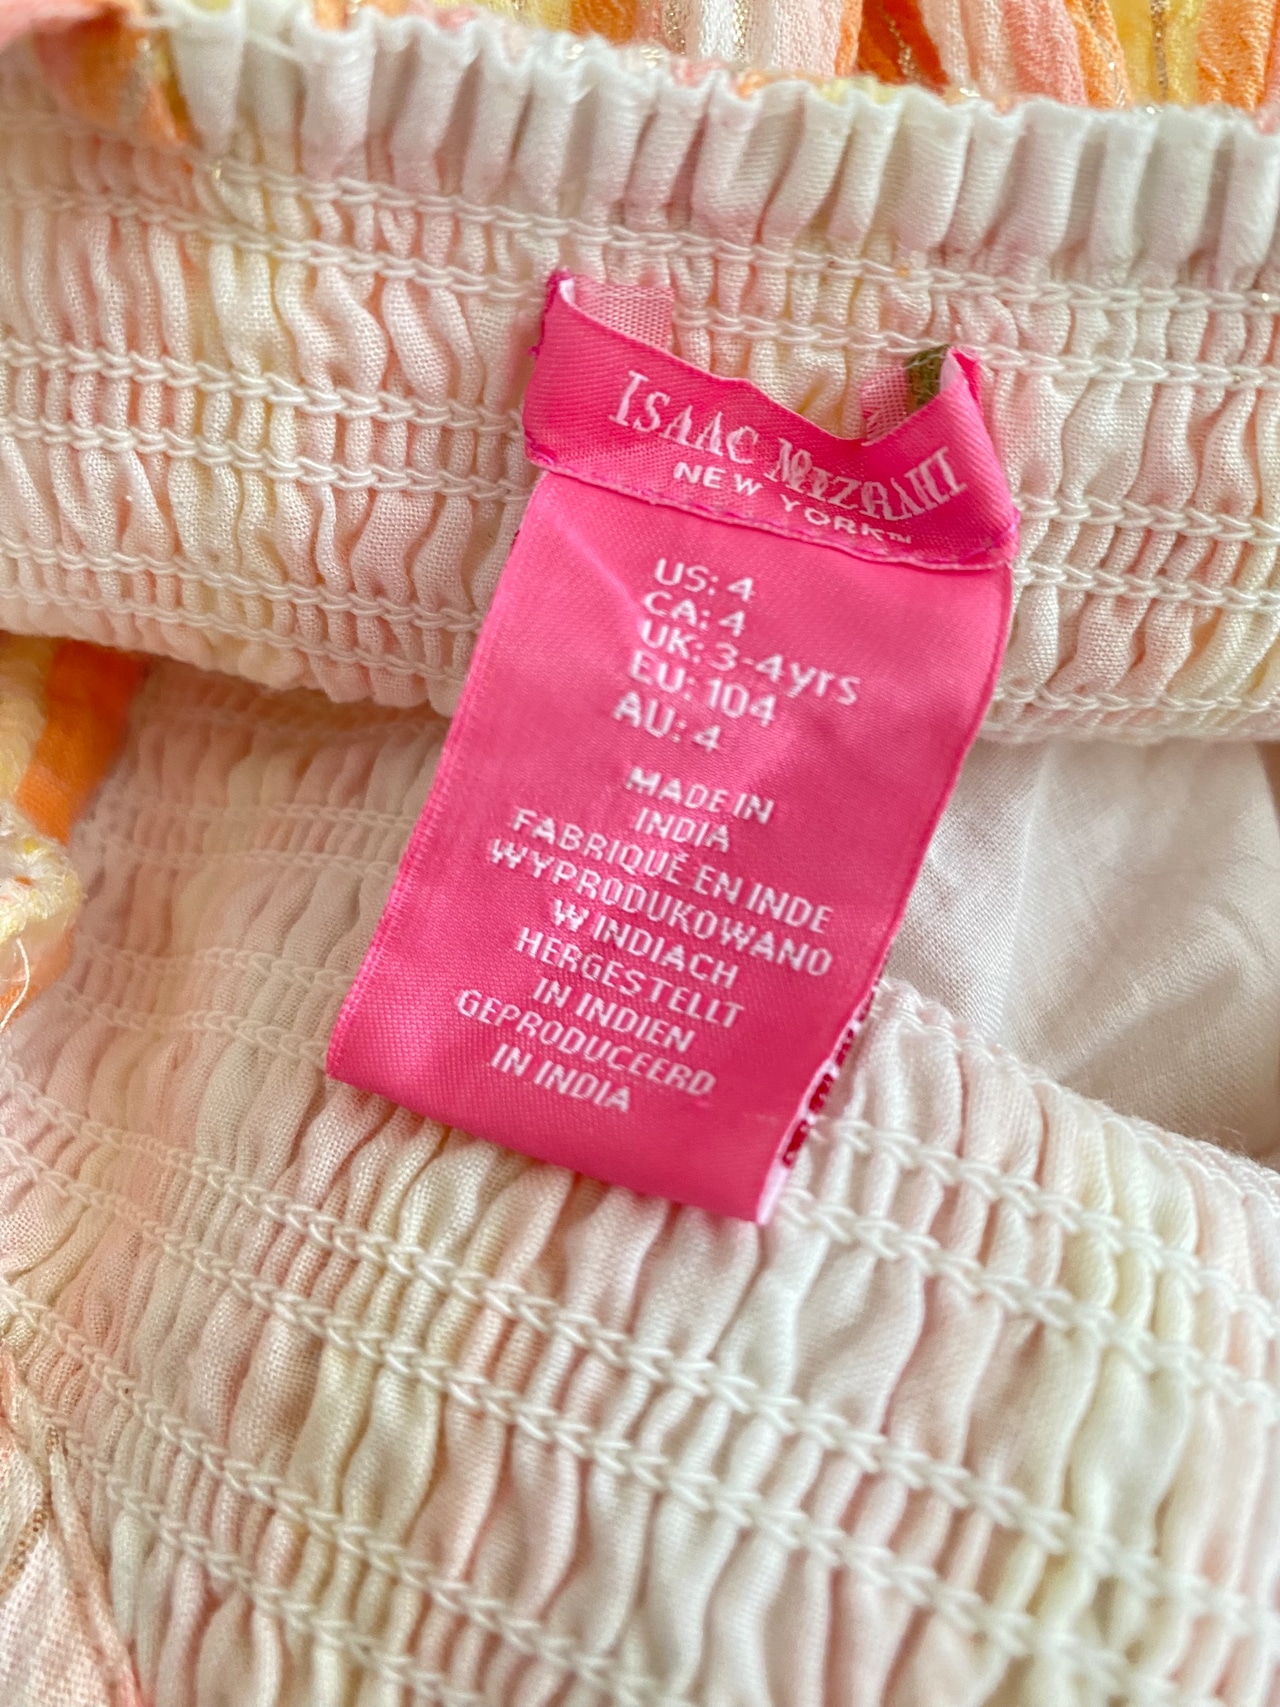 ISAAC MIZRAHI
NEW YORK™
US: 4
CA: 4
UK: 3-4yrs
EU: 104
AU: 4
MADE IN
INDIA
FABRIQUÉ EN INDE
WYPRODUKOWANO
W INDIACH
HERGESTELLT
IN INDIEN
GEPRODUCEERD
IN INDIA